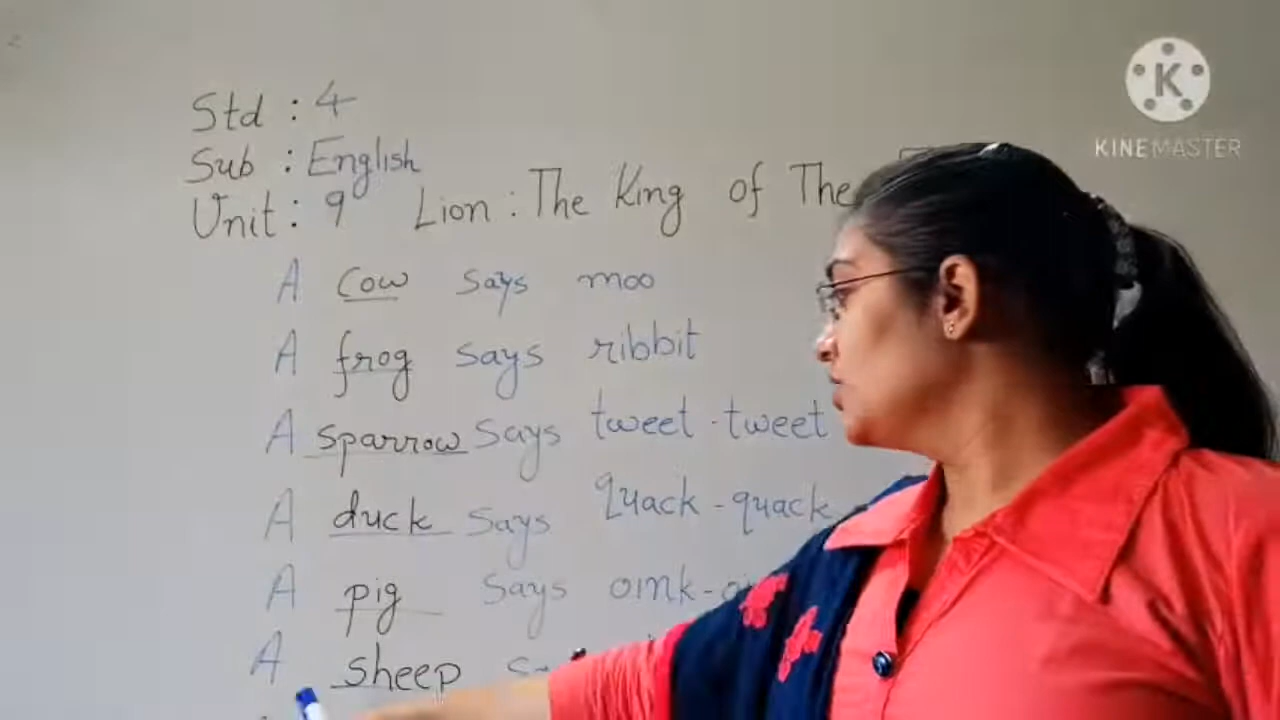 Std : 4
Sub : English
Unit : 9 Lion : The King of The
A cow says moo
A frog says ribbit
A sparrow says tweet-tweet
A duck says quack-quack
A pig says oink-
A sheep
KINEMASTER